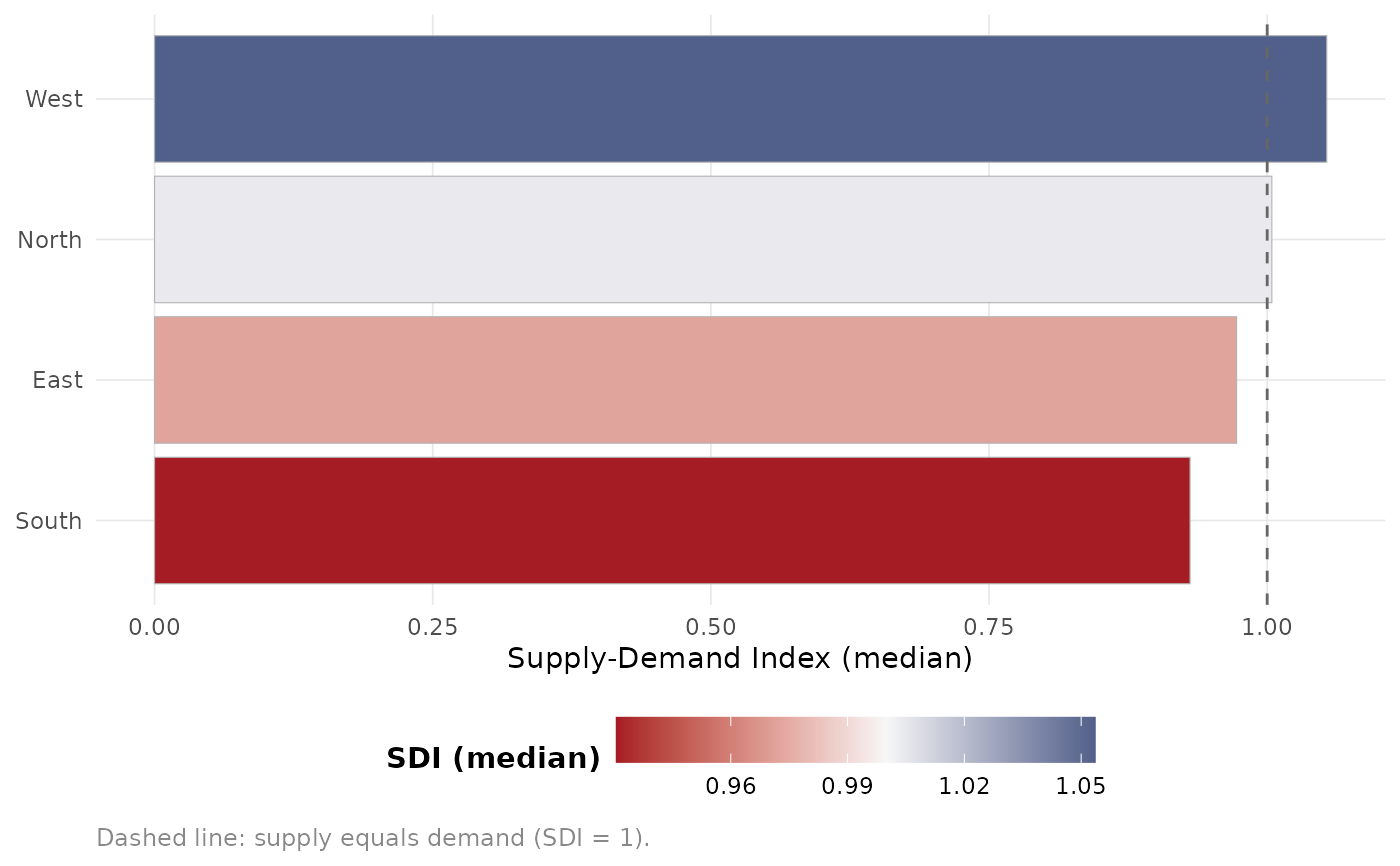 West
North
East
South
0.00 0.25 0.50 0.75 1.00
Supply-Demand Index (median)
SDI (median)
0.96 0.99 1.02 1.05
Dashed line: supply equals demand (SDI = 1).